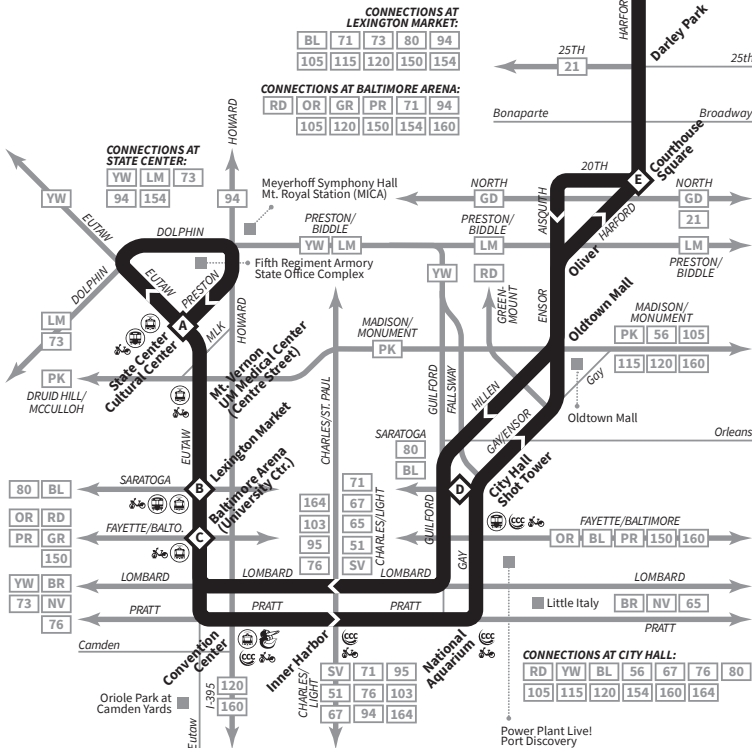 CONNECTIONS AT
LEXINGTON MARKET:
BL 71 73 80 94
105 115 120 150 154
CONNECTIONS AT BALTIMORE ARENA:
RD OR GR PR 71 94
105 120 150 154 160
HARFORD
Darley Park
25TH
21
25th
Bonaparte
Broadway
CONNECTIONS AT
STATE CENTER:
YW LM 73
94 154
HOWARD
94
YW
EUTAW
Meyerhoff Symphony Hall
Mt. Royal Station (MICA)
20TH
E
Courthouse
Square
NORTH
GD
NORTH
GD
21
AISQUITH
HARFORD
Oliver
DOLPHIN
PRESTON/
BIDDLE
YW LM
PRESTON/
BIDDLE
LM
LM
PRESTON/
BIDDLE
Fifth Regiment Armory
State Office Complex
DOLPHIN
EUTAW
PRESTON
YW
RD
GREEN-
MOUNT
ENSOR
LM
73
A
State Center
Cultural Center
MLK
HOWARD
Mt. Vernon
UM Medical Center
(Centre Street)
MADISON/
MONUMENT
PK
Oldtown Mall
MADISON/
MONUMENT
PK 56 105
115 120 160
PK
DRUID HILL/
MCCULLOH
CHARLES/ST. PAUL
GUILFORD
FALLSWAY
HILLEN
GAY/ENSOR
Gay
Oldtown Mall
EUTAW
Lexington Market
Baltimore Arena
(University Ctr.)
SARATOGA
80
BL
Orleans
80 BL
SARATOGA
B
D
City Hall
Shot Tower
OR RD
PR GR
150
FAYETTE/BALTO.
C
164
103
95
76
71
67
65
51
SV
CHARLES/LIGHT
GUILFORD
GAY
FAYETTE/BALTIMORE
OR BL PR 150 160
YW BR
73 NV
76
LOMBARD
LOMBARD
LOMBARD
LOMBARD
PRATT
PRATT
PRATT
PRATT
Little Italy
BR NV 65
Camden
Convention
Center
CCC
Inner Harbor
CCC
National
Aquarium
CCC
CCC
Oriole Park at
Camden Yards
Eutaw
I-395
120
160
CHARLES/
LIGHT
SV 71 95
51 76 103
67 94 164
CONNECTIONS AT CITY HALL:
RD YW BL 56 67 76 80
105 115 120 154 160 164
Power Plant Live!
Port Discovery